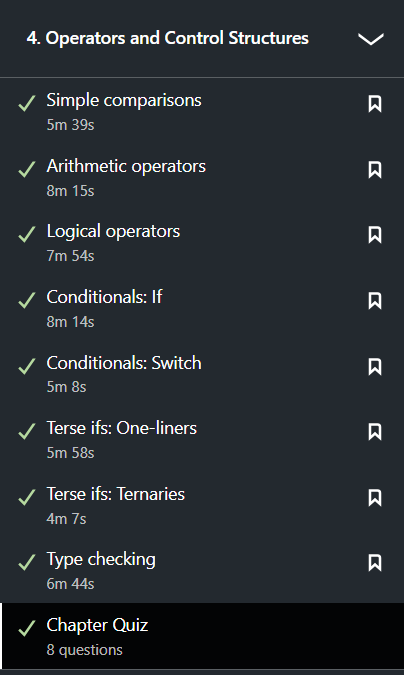 4. Operators and Control Structures
Simple comparisons
5m 39s
Arithmetic operators
8m 15s
Logical operators
7m 54s
Conditionals: If
8m 14s
Conditionals: Switch
5m 8s
Terse ifs: One-liners
5m 58s
Terse ifs: Ternaries
4m 7s
Type checking
6m 44s
Chapter Quiz
8 questions